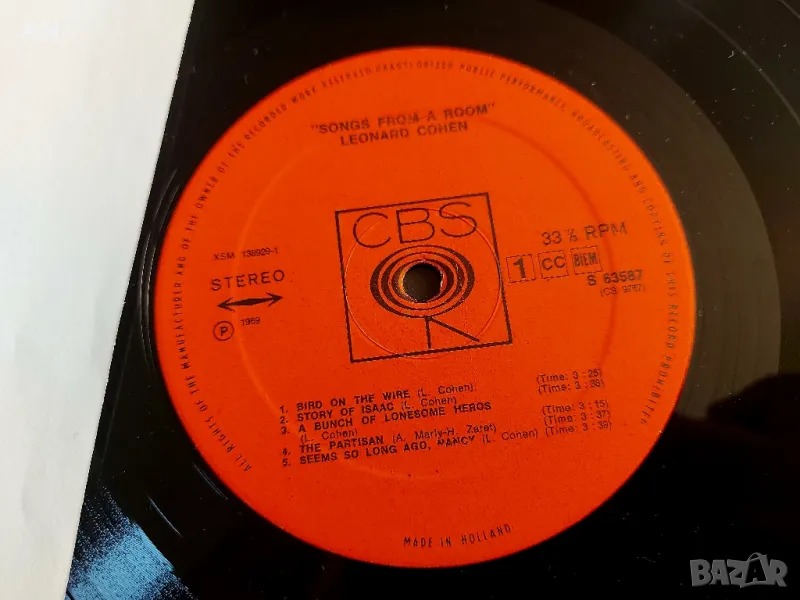 ALL RIGHTS OF THE MANUFACTURER AND OF THE OWNER OF THE RECORDED WORK RESERVED UNAUTHORIZED PUBLIC PERFORMANCE, BROADCASTING AND COPYING OF THIS RECORD PROHIBITED
"SONGS FROM A ROOM"
LEONARD COHEN
CBS
33⅓ RPM
XSM 138929-1
STEREO
1 CC BIEM
S 63587
(CS 9767)
Ⓟ 1969
1. BIRD ON THE WIRE (L. Cohen) (Time: 3:25)
2. STORY OF ISAAC (L. Cohen) (Time: 3:36)
3. A BUNCH OF LONESOME HEROS
(L. Cohen) (Time: 3:15)
4. THE PARTISAN (A. Marly-H. Zaret) (Time: 3:37)
5. SEEMS SO LONG AGO, NANCY (L. Cohen) (Time: 3:39)
MADE IN HOLLAND
BAZAR